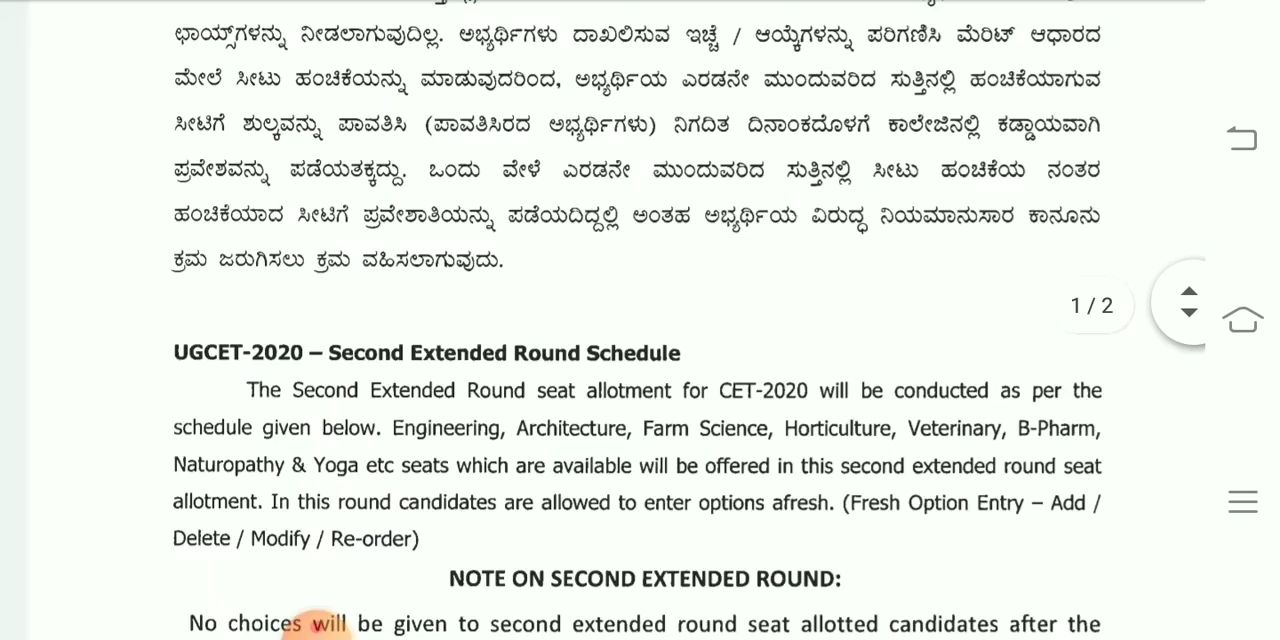 ಛಾಯ್ಸ್‌ಗಳನ್ನು ನೀಡಲಾಗುವುದಿಲ್ಲ. ಅಭ್ಯರ್ಥಿಗಳು ದಾಖಲಿಸುವ ಇಚ್ಛೆ / ಆಯ್ಕೆಗಳನ್ನು ಪರಿಗಣಿಸಿ ಮೆರಿಟ್ ಆಧಾರದ
ಮೇಲೆ ಸೀಟು ಹಂಚಿಕೆಯನ್ನು ಮಾಡುವುದರಿಂದ, ಅಭ್ಯರ್ಥಿಯ ಎರಡನೇ ಮುಂದುವರಿದ ಸುತ್ತಿನಲ್ಲಿ ಹಂಚಿಕೆಯಾಗುವ
ಸೀಟಿಗೆ ಶುಲ್ಕವನ್ನು ಪಾವತಿಸಿ (ಪಾವತಿಸಿರದ ಅಭ್ಯರ್ಥಿಗಳು) ನಿಗದಿತ ದಿನಾಂಕದೊಳಗೆ ಕಾಲೇಜಿನಲ್ಲಿ ಕಡ್ಡಾಯವಾಗಿ
ಪ್ರವೇಶವನ್ನು ಪಡೆಯತಕ್ಕದ್ದು. ಒಂದು ವೇಳೆ ಎರಡನೇ ಮುಂದುವರಿದ ಸುತ್ತಿನಲ್ಲಿ ಸೀಟು ಹಂಚಿಕೆಯ ನಂತರ
ಹಂಚಿಕೆಯಾದ ಸೀಟಿಗೆ ಪ್ರವೇಶಾತಿಯನ್ನು ಪಡೆಯದಿದ್ದಲ್ಲಿ ಅಂತಹ ಅಭ್ಯರ್ಥಿಯ ವಿರುದ್ಧ ನಿಯಮಾನುಸಾರ ಕಾನೂನು
ಕ್ರಮ ಜರುಗಿಸಲು ಕ್ರಮ ವಹಿಸಲಾಗುವುದು.
1 / 2
UGCET-2020 – Second Extended Round Schedule
The Second Extended Round seat allotment for CET-2020 will be conducted as per the
schedule given below. Engineering, Architecture, Farm Science, Horticulture, Veterinary, B-Pharm,
Naturopathy & Yoga etc seats which are available will be offered in this second extended round seat
allotment. In this round candidates are allowed to enter options afresh. (Fresh Option Entry – Add /
Delete / Modify / Re-order)
NOTE ON SECOND EXTENDED ROUND:
No choices will be given to second extended round seat allotted candidates after the